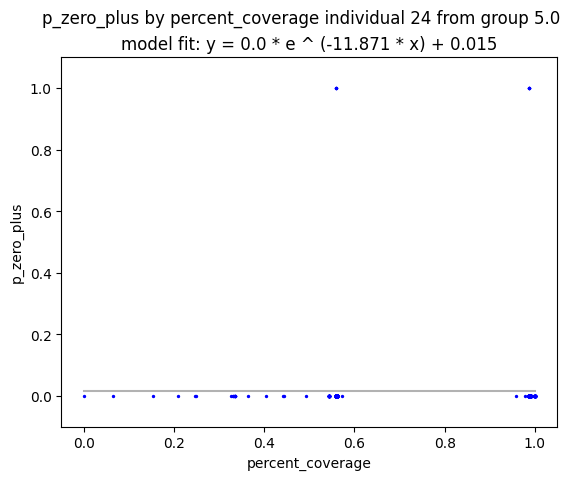 p_zero_plus by percent_coverage individual 24 from group 5.0
model fit: y = 0.0 * e ^ (-11.871 * x) + 0.015
1.0
0.8
0.6
0.4
0.2
0.0
p_zero_plus
0.0 0.2 0.4 0.6 0.8 1.0
percent_coverage